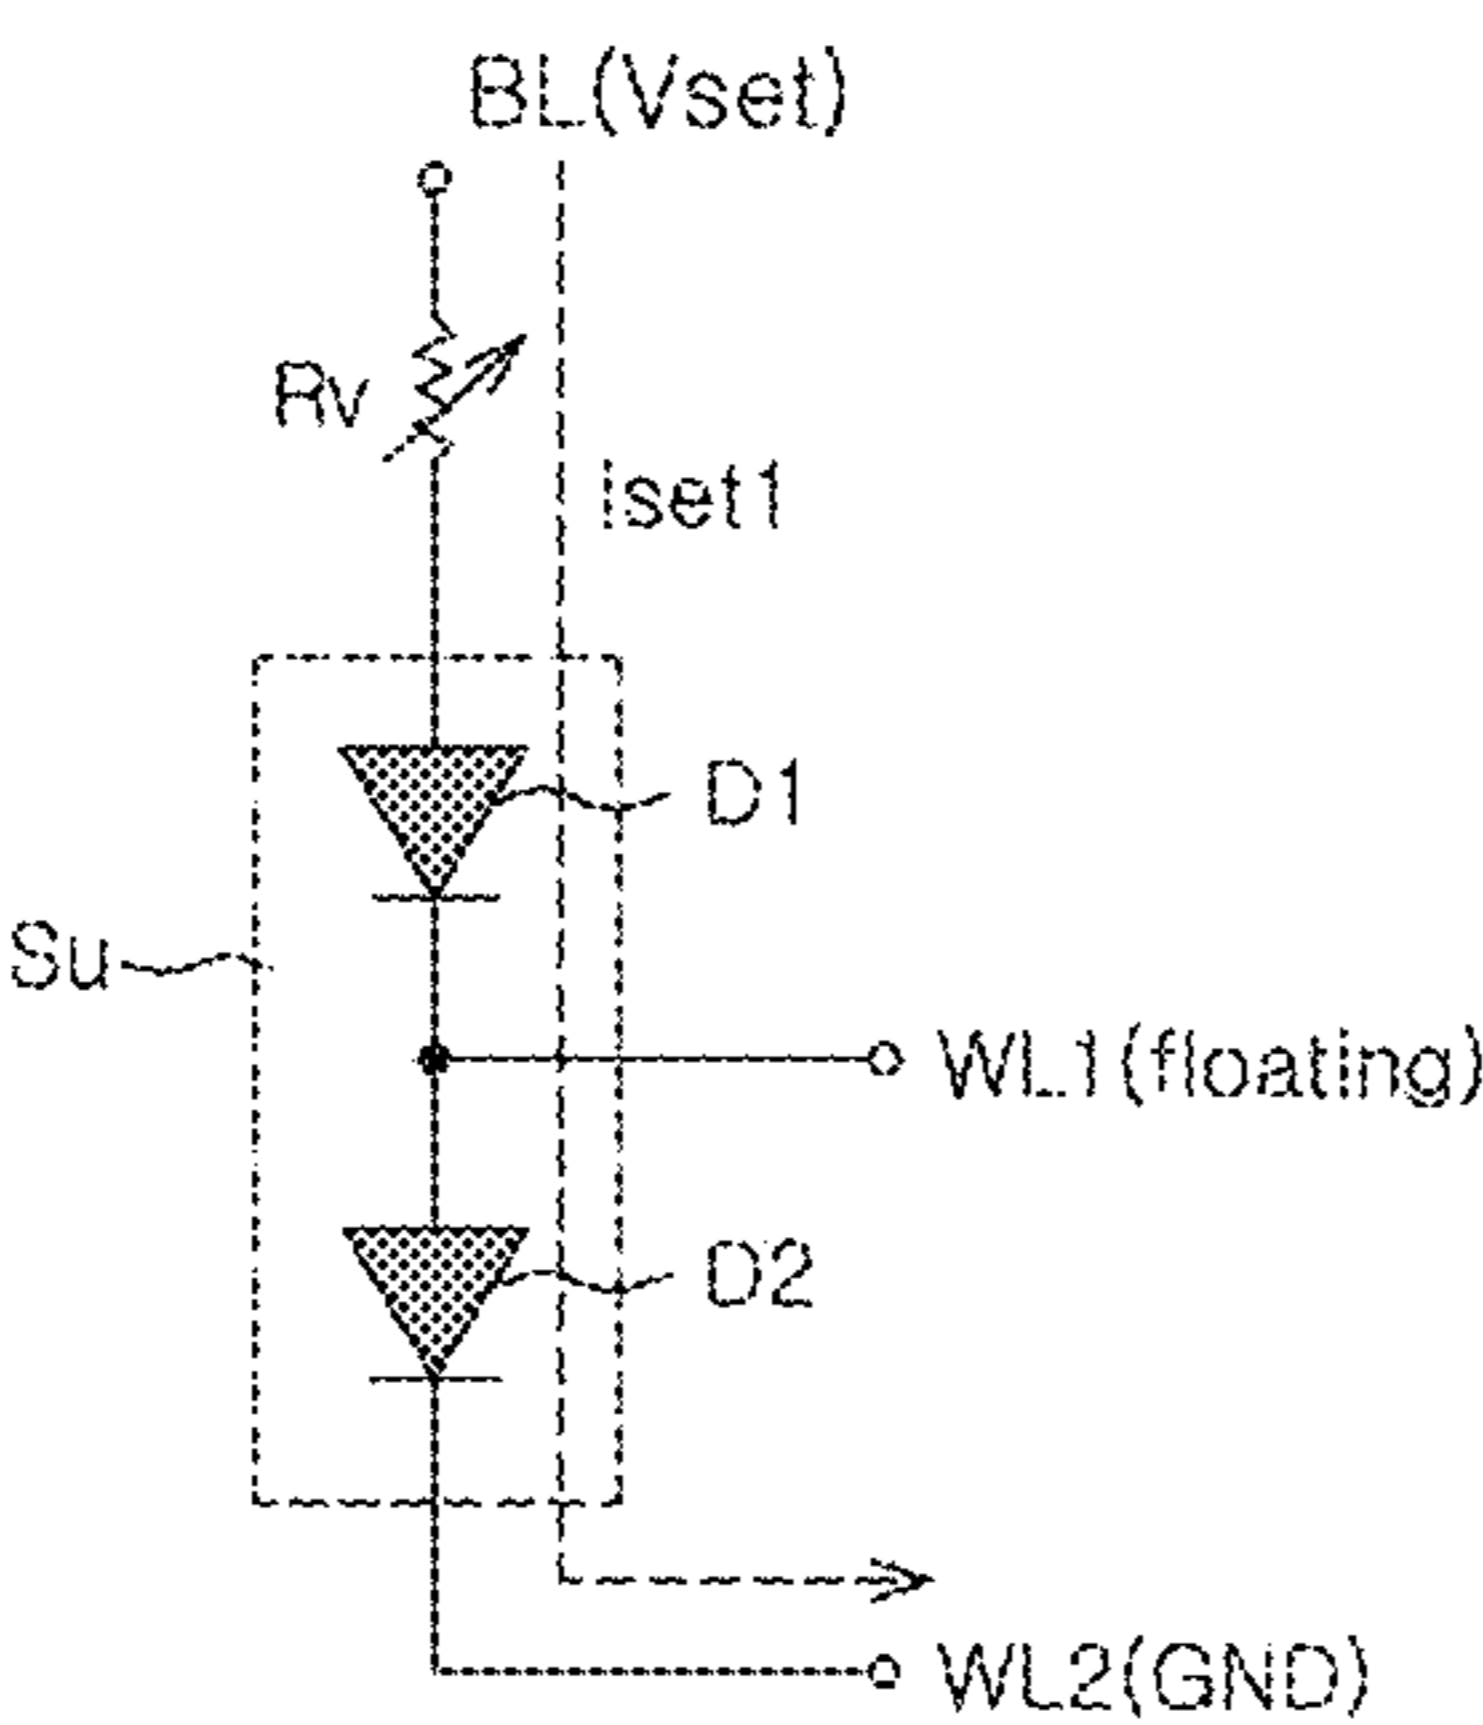 BL(Vset)
Rv
Iset1
D1
Su
WL1(floating)
D2
WL2(GND)